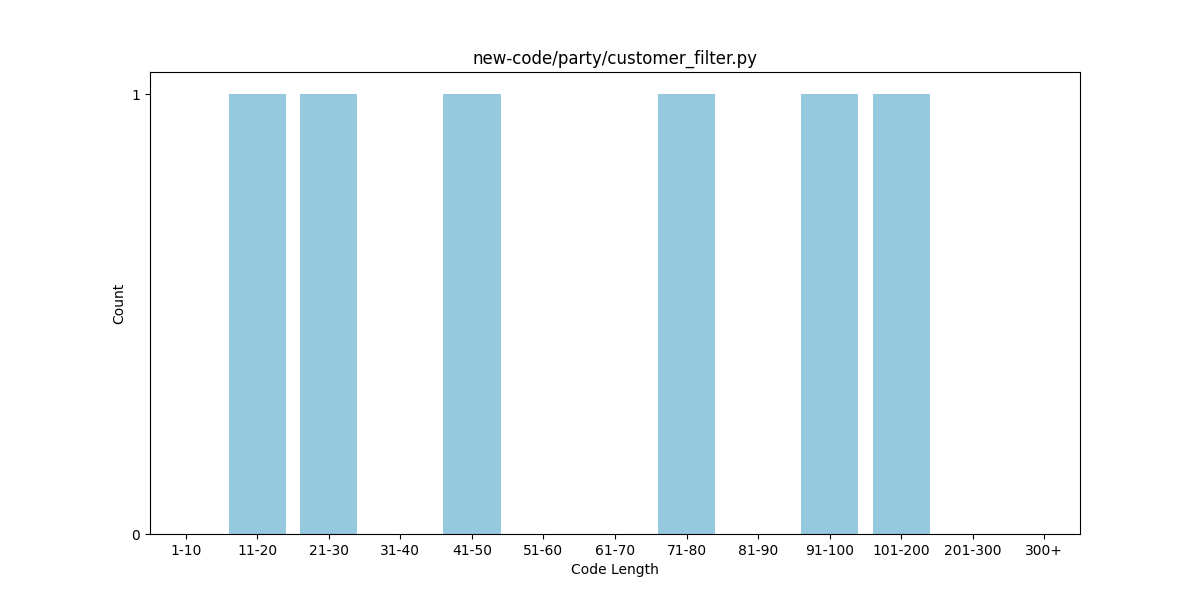 new-code/party/customer_filter.py
1
Count
0
1-10 11-20 21-30 31-40 41-50 51-60 61-70 71-80 81-90 91-100 101-200 201-300 300+
Code Length